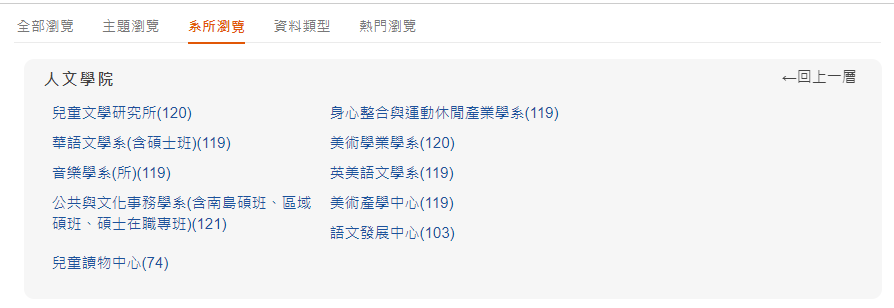 全部瀏覽 主題瀏覽 系所瀏覽 資料類型 熱門瀏覽
人文學院 ←回上一層
兒童文學研究所(120)
華語文學系(含碩士班)(119)
音樂學系(所)(119)
公共與文化事務學系(含南島碩班、區域
碩班、碩士在職專班)(121)
兒童讀物中心(74)
身心整合與運動休閒產業學系(119)
美術學業學系(120)
英美語文學系(119)
美術產學中心(119)
語文發展中心(103)